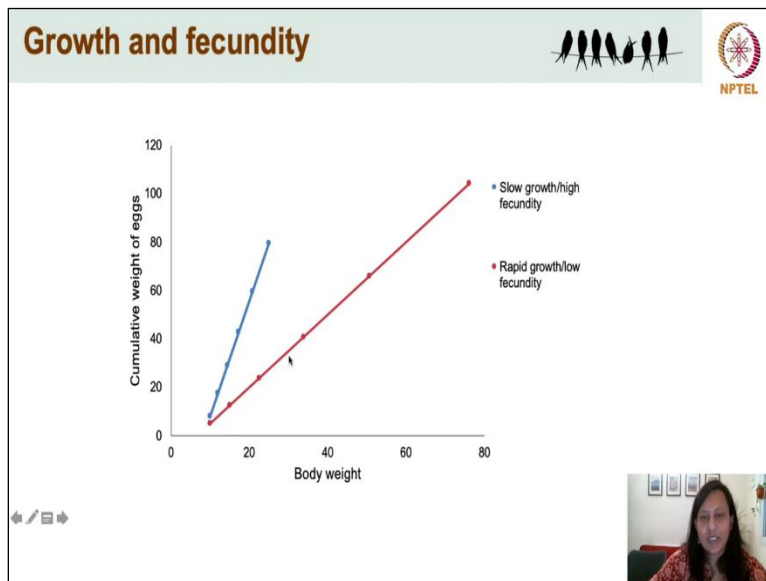 Growth and fecundity
NPTEL
120
100
80
60
40
20
0
Cumulative weight of eggs
0 20 40 60 80
Body weight
Slow growth/high
fecundity
Rapid growth/low
fecundity